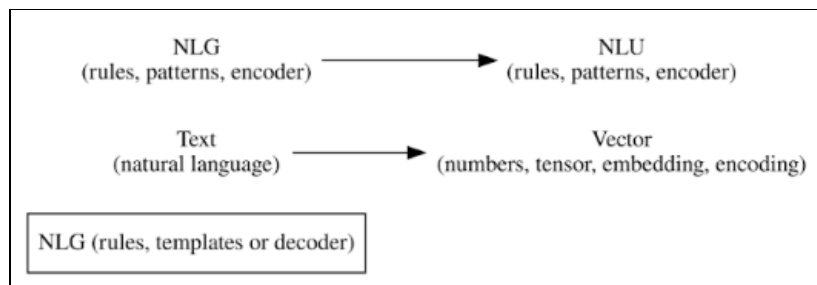 NLG NLU
(rules, patterns, encoder) (rules, patterns, encoder)
Text Vector
(natural language) (numbers, tensor, embedding, encoding)
NLG (rules, templates or decoder)